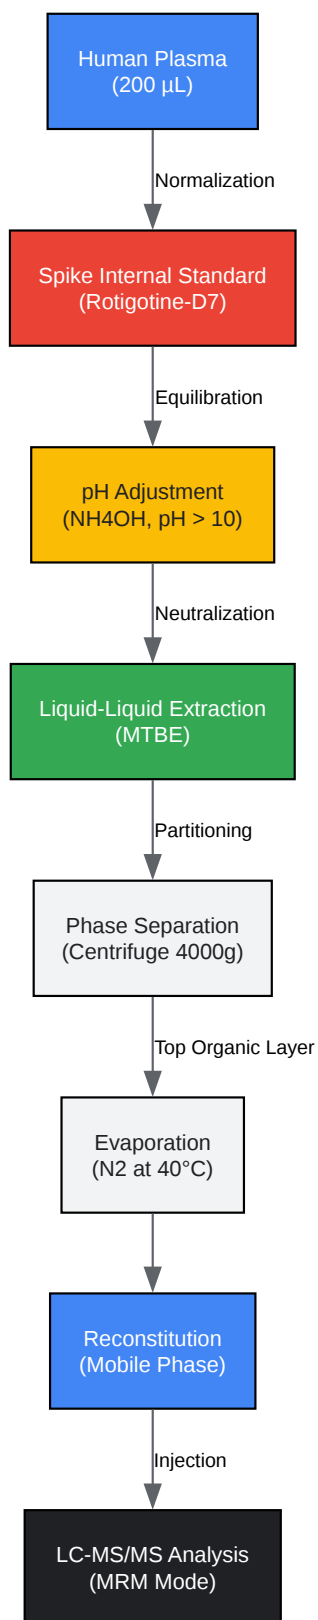 Human Plasma
(200 µL)
Normalization
Spike Internal Standard
(Rotigotine-D7)
Equilibration
pH Adjustment
(NH4OH, pH > 10)
Neutralization
Liquid-Liquid Extraction
(MTBE)
Partitioning
Phase Separation
(Centrifuge 4000g)
Top Organic Layer
Evaporation
(N2 at 40°C)
Reconstitution
(Mobile Phase)
Injection
LC-MS/MS Analysis
(MRM Mode)